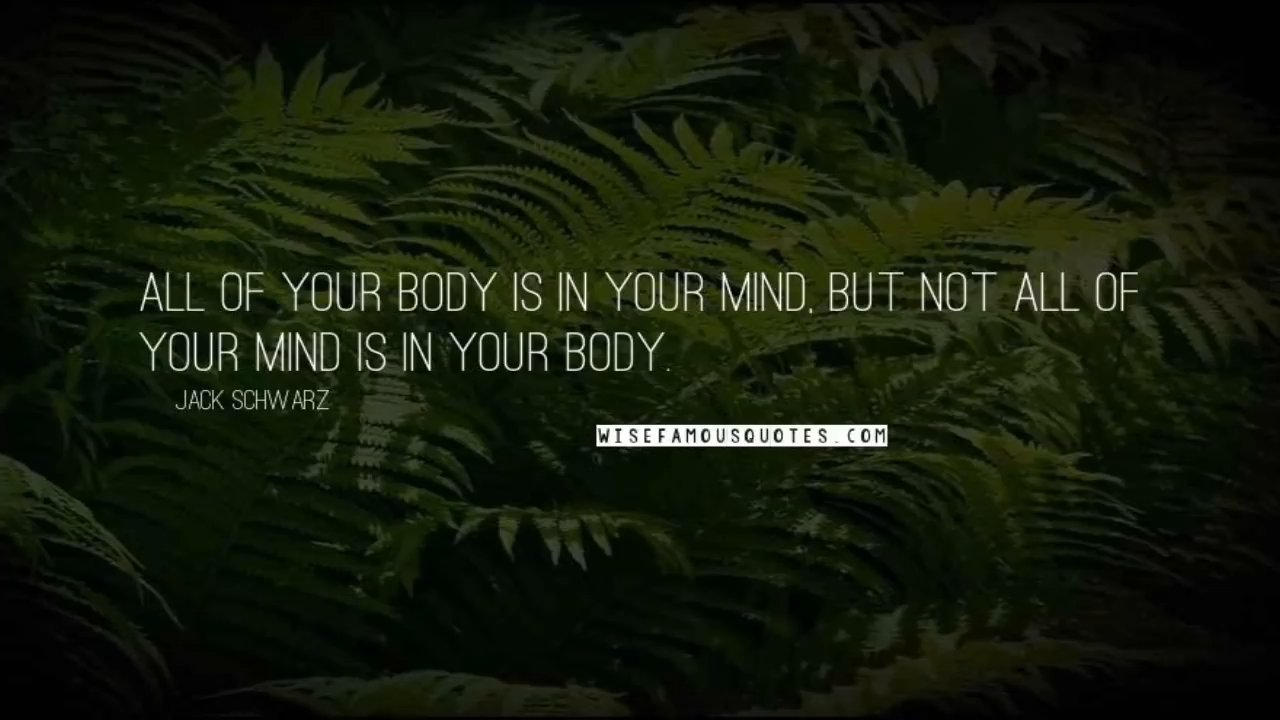 ALL OF YOUR BODY IS IN YOUR MIND, BUT NOT ALL OF
YOUR MIND IS IN YOUR BODY.
JACK SCHWARZ
WISEFAMOUSQUOTES.COM